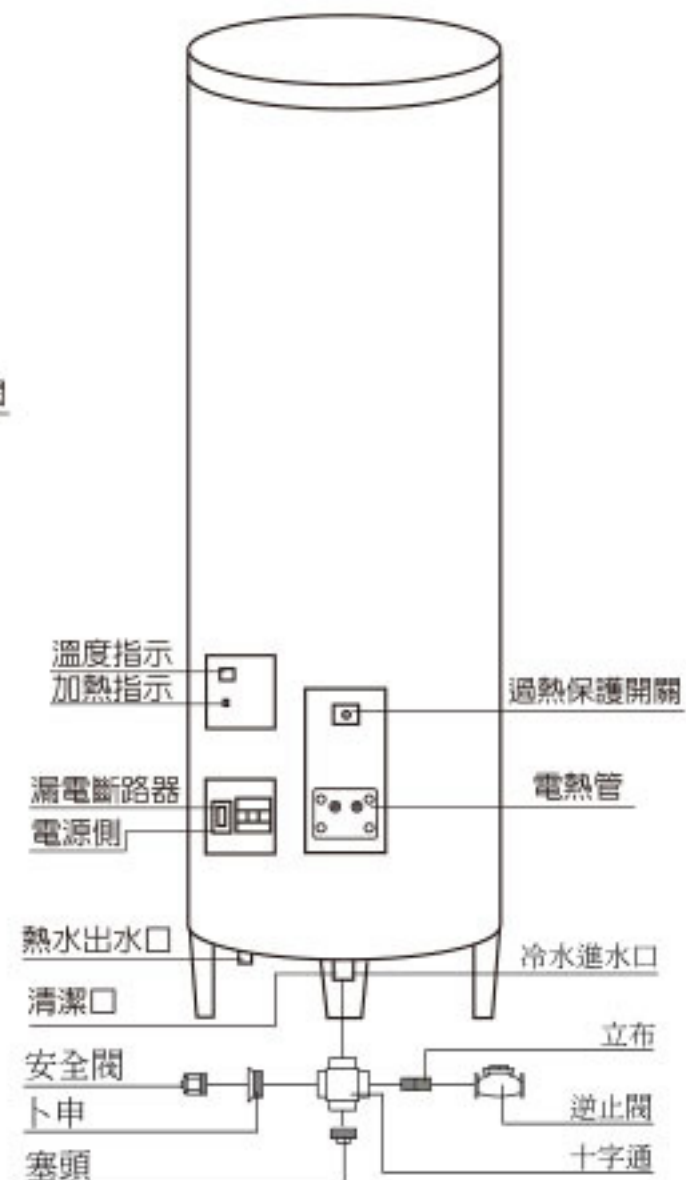 溫度指示
加熱指示
過熱保護開關
漏電斷路器
電熱管
電源側
熱水出水口
冷水進水口
清潔口
立布
安全閥
卜申
逆止閥
十字通
塞頭